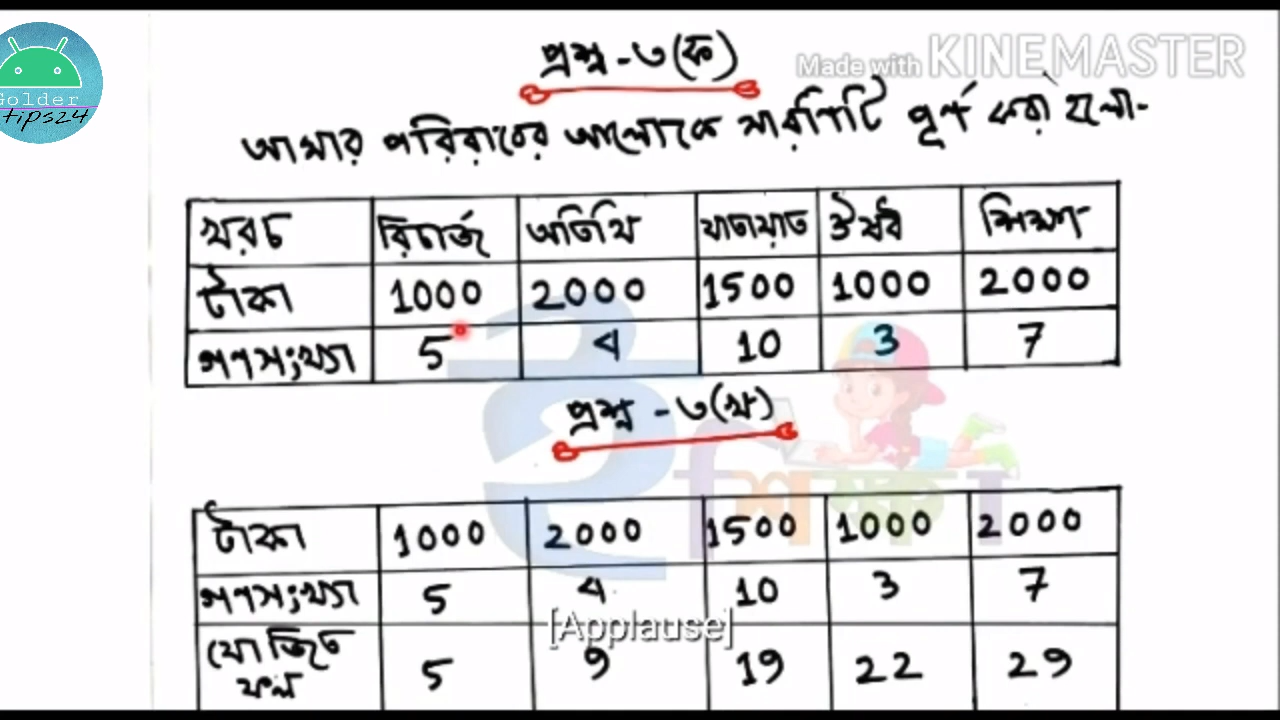 Golder
tips24
Made with KINEMASTER
প্রশ্ন - ৩(ক)
আমার পরিবারের আলোকে সারণিটি পূর্ণ করা হলো-
খরচ রিচার্জ অতিথি যাতায়াত ঔষধ শিক্ষা
টাকা 1000 2000 1500 1000 2000
গণসংখ্যা 5 4 10 3 7
প্রশ্ন - ৩(খ)
ই শিক্ষা
টাকা 1000 2000 1500 1000 2000
গণসংখ্যা 5 4 10 3 7
[Applause]
যোজিত 5 9 19 22 29
ফল